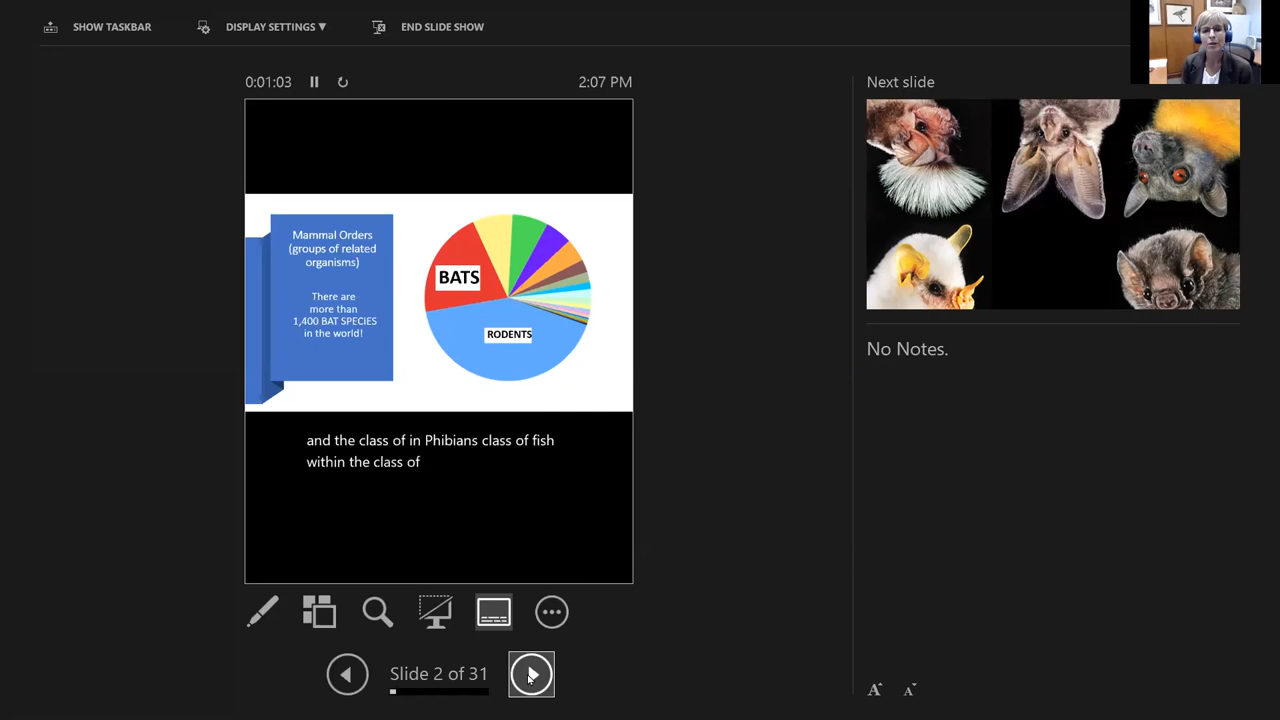 SHOW TASKBAR
DISPLAY SETTINGS ▼
END SLIDE SHOW
0:01:03
2:07 PM
Next slide
Mammal Orders
(groups of related
organisms)
There are
more than
1,400 BAT SPECIES
in the world!
BATS
RODENTS
and the class of in Phibians class of fish
within the class of
No Notes.
Slide 2 of 31
A
A